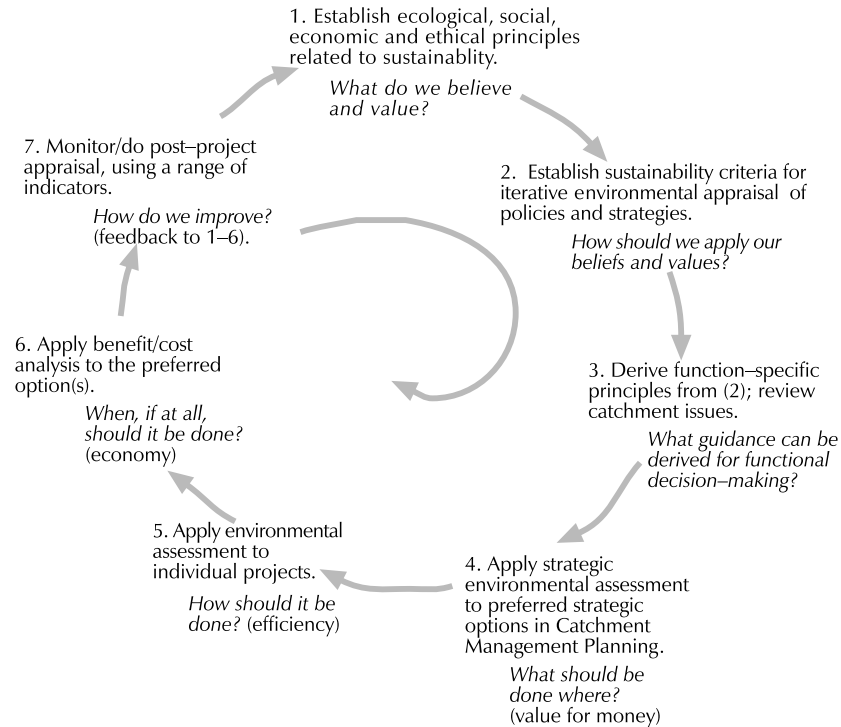 1. Establish ecological, social,
economic and ethical principles
related to sustainablity.
What do we believe
and value?
2.  Establish sustainability criteria for
iterative environmental appraisal  of
policies and strategies.
How should we apply our
beliefs and values?
3. Derive function–specific
principles from (2); review
catchment issues.
What guidance can be
derived for functional
decision–making?
4. Apply strategic
environmental assessment
to preferred strategic
options in Catchment
Management Planning.
What should be
done where?
(value for money)
5. Apply environmental
assessment to
individual projects.
How should it be
done? (efficiency)
6. Apply benefit/cost
analysis to the preferred
option(s).
When, if at all,
should it be done?
(economy)
7. Monitor/do post–project
appraisal, using a range of
indicators.
How do we improve?
(feedback to 1–6).